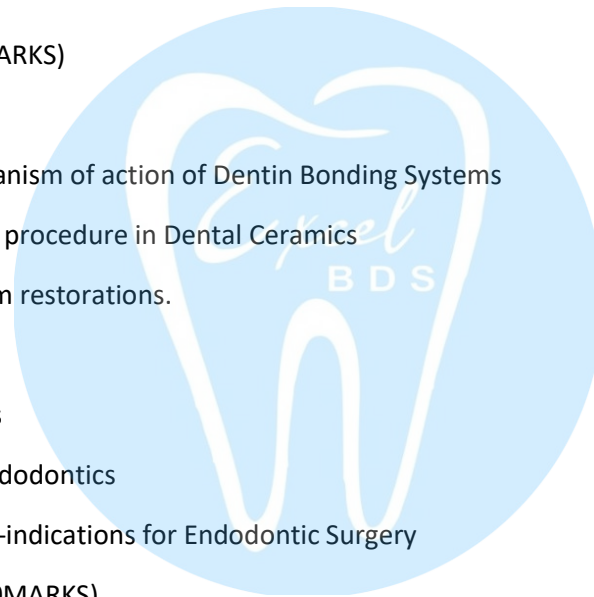 ARKS)
anism of action of Dentin Bonding Systems
procedure in Dental Ceramics
n restorations.
Excel
BDS
s
dodontics
-indications for Endodontic Surgery
MARKS)